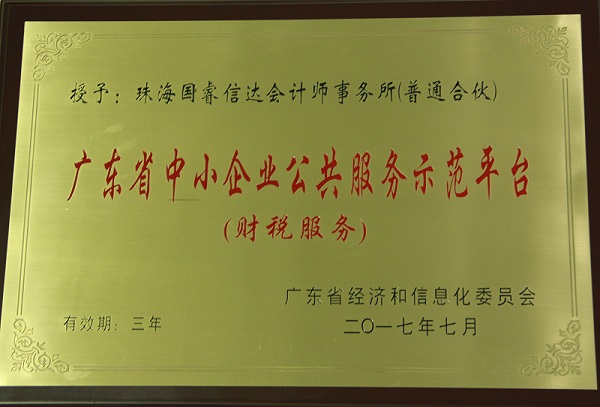 授予：珠海国睿信达会计师事务所(普通合伙)
广东省中小企业公共服务示范平台
(财税服务)
广东省经济和信息化委员会
有效期：三年
二〇一七年七月